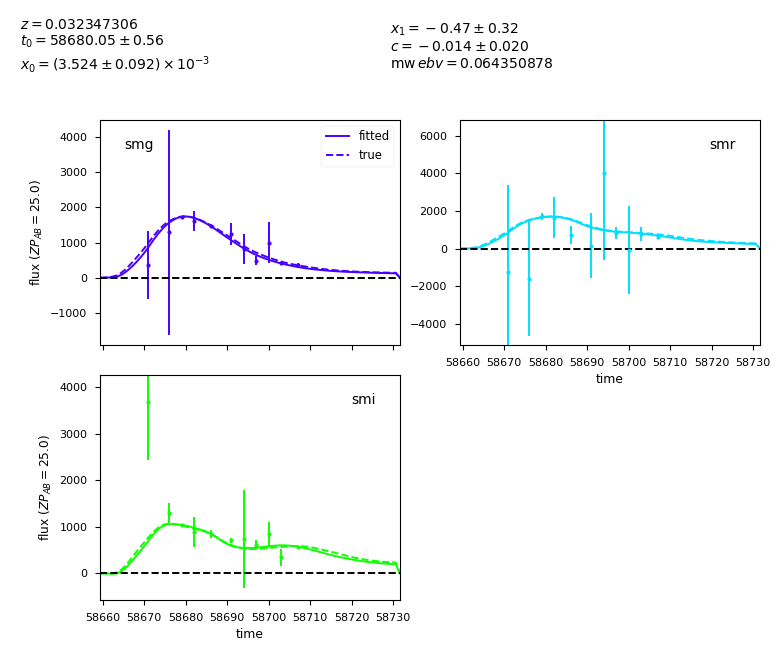 z = 0.032347306
t₀ = 58680.05 ± 0.56
x₀ = (3.524 ± 0.092) × 10⁻³
x₁ = −0.47 ± 0.32
c = −0.014 ± 0.020
mw ebv = 0.064350878
smg
fitted
true
4000
3000
2000
1000
0
−1000
flux (ZP_AB = 25.0)
smr
6000
4000
2000
0
−2000
−4000
58660 58670 58680 58690 58700 58710 58720 58730
time
smi
4000
3000
2000
1000
0
flux (ZP_AB = 25.0)
58660 58670 58680 58690 58700 58710 58720 58730
time